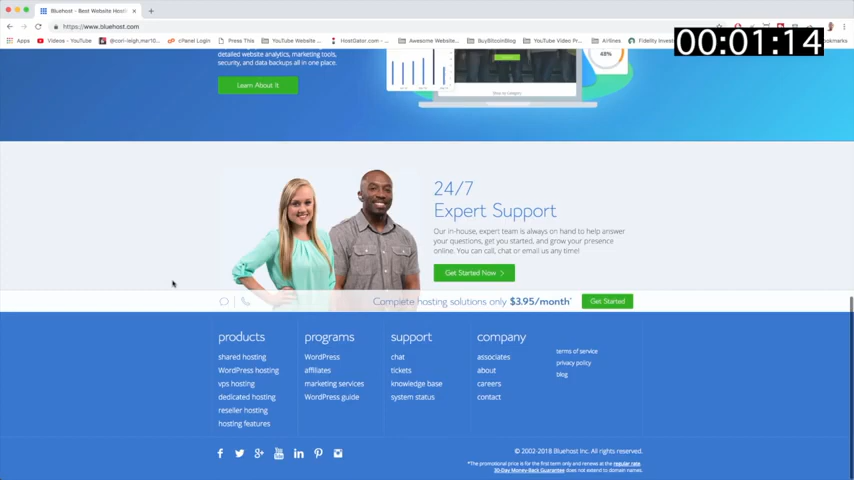 Bluehost - Best Website Host
https://www.bluehost.com
00:01:14
Apps
Videos - YouTube
@cori-leigh_mar10...
cPanel Login
Press This
YouTube Website ...
HostGator.com - ...
Awesome Website...
BuyBitcoinBlog
YouTube Video Pr...
Airlines
Fidelity Invest
detailed website analytics, marketing tools,
security, and data backups all in one place.
Learn About It
48%
Shop by Category
24/7
Expert Support
Our in-house, expert team is always on hand to help answer
your questions, get you started, and grow your presence
online. You can call, chat or email us any time!
Get Started Now
Complete hosting solutions only $3.95/month*
Get Started
products
shared hosting
WordPress hosting
vps hosting
dedicated hosting
reseller hosting
hosting features
programs
WordPress
affiliates
marketing services
WordPress guide
support
chat
tickets
knowledge base
system status
company
associates
about
careers
contact
terms of service
privacy policy
blog
© 2002-2018 Bluehost Inc. All rights reserved.
*The promotional price is for the first term only and renews at the regular rate.
30-Day Money-Back Guarantee does not extend to domain names.